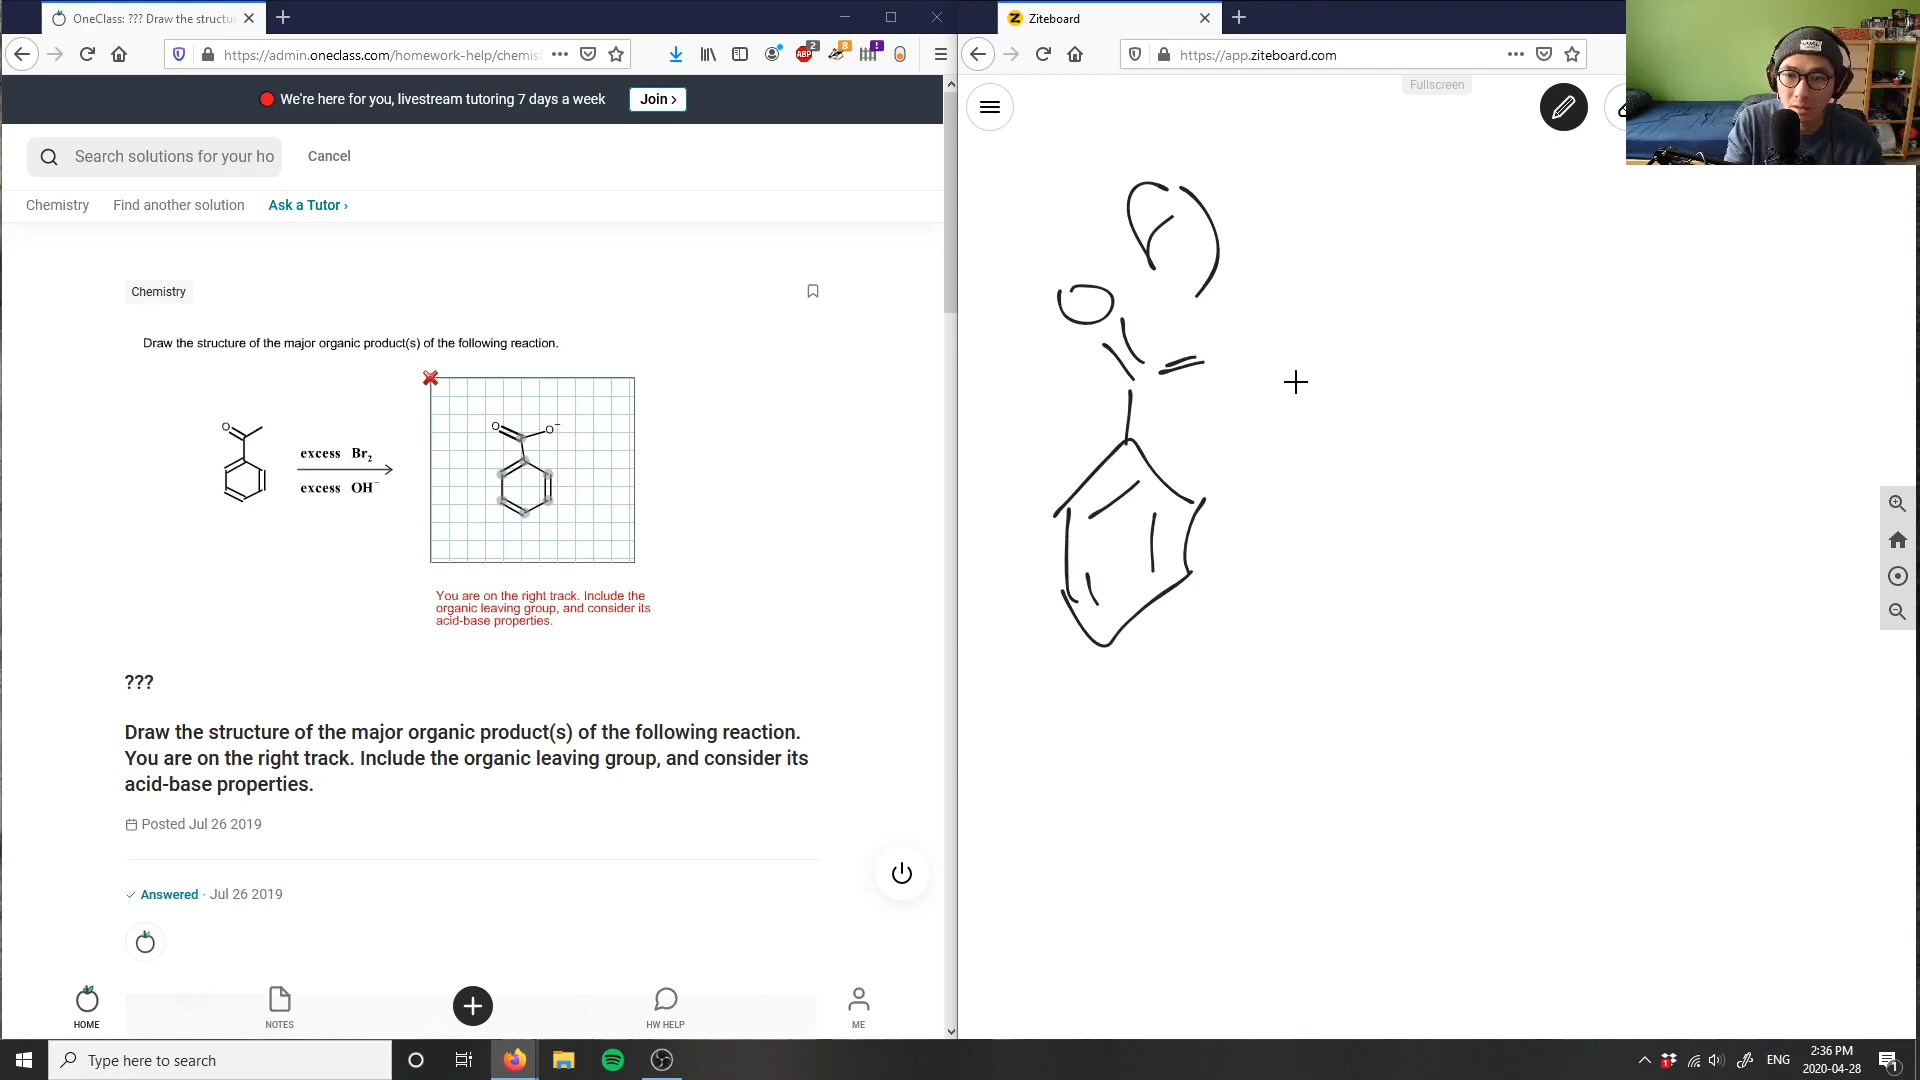 OneClass: ??? Draw the structu
https://admin.oneclass.com/homework-help/chemist
ABP
2
8
!
We're here for you, livestream tutoring 7 days a week
Join ›
Search solutions for your ho
Cancel
Chemistry
Find another solution
Ask a Tutor ›
Chemistry
Draw the structure of the major organic product(s) of the following reaction.
O
excess Br₂
excess OH⁻
O
O⁻
You are on the right track. Include the
organic leaving group, and consider its
acid-base properties.
???
Draw the structure of the major organic product(s) of the following reaction.
You are on the right track. Include the organic leaving group, and consider its
acid-base properties.
Posted Jul 26 2019
Answered · Jul 26 2019
HOME
NOTES
HW HELP
ME
Z Ziteboard
https://app.ziteboard.com
Fullscreen
O
Type here to search
ENG
2:36 PM
2020-04-28
1